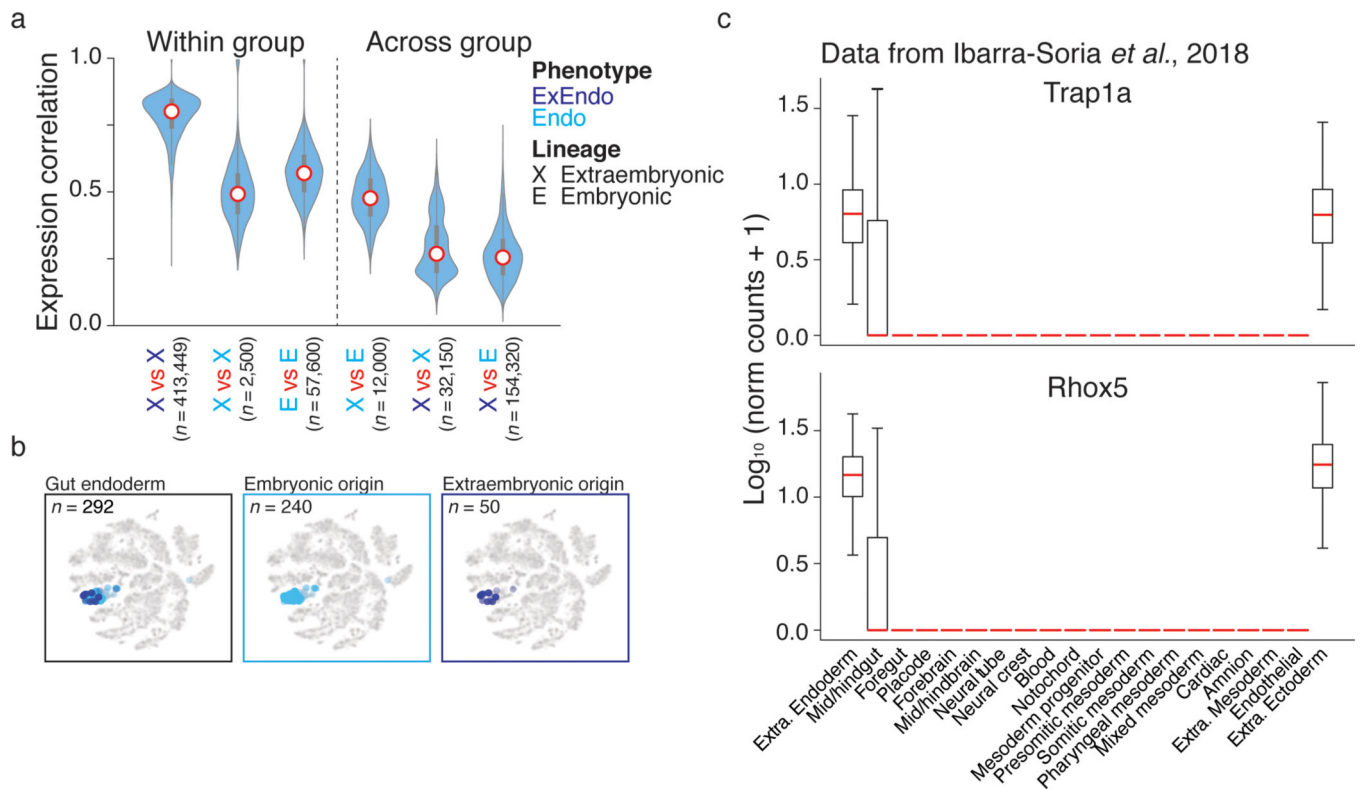 a
Within group
Across group
1.0
0.5
0.0
Expression correlation
Phenotype
ExEndo
Endo
Lineage
X Extraembryonic
E Embryonic
X vs X
(n = 413,449)
X vs X
(n = 2,500)
E vs E
(n = 57,600)
X vs E
(n = 12,000)
X vs X
(n = 32,150)
X vs E
(n = 154,320)
b
Gut endoderm
n = 292
Embryonic origin
n = 240
Extraembryonic origin
n = 50
c
Data from Ibarra-Soria et al., 2018
Trap1a
1.5
1.0
0.5
0.0
Log10 (norm counts + 1)
Rhox5
1.5
1.0
0.5
0.0
Extra. Endoderm
Mid/hindgut
Foregut
Placode
Forebrain
Mid/hindbrain
Neural tube
Neural crest
Blood
Notochord
Mesoderm progenitor
Presomitic mesoderm
Somitic mesoderm
Pharyngeal mesoderm
Mixed mesoderm
Cardiac
Amnion
Extra. Mesoderm
Endothelial
Extra. Ectoderm